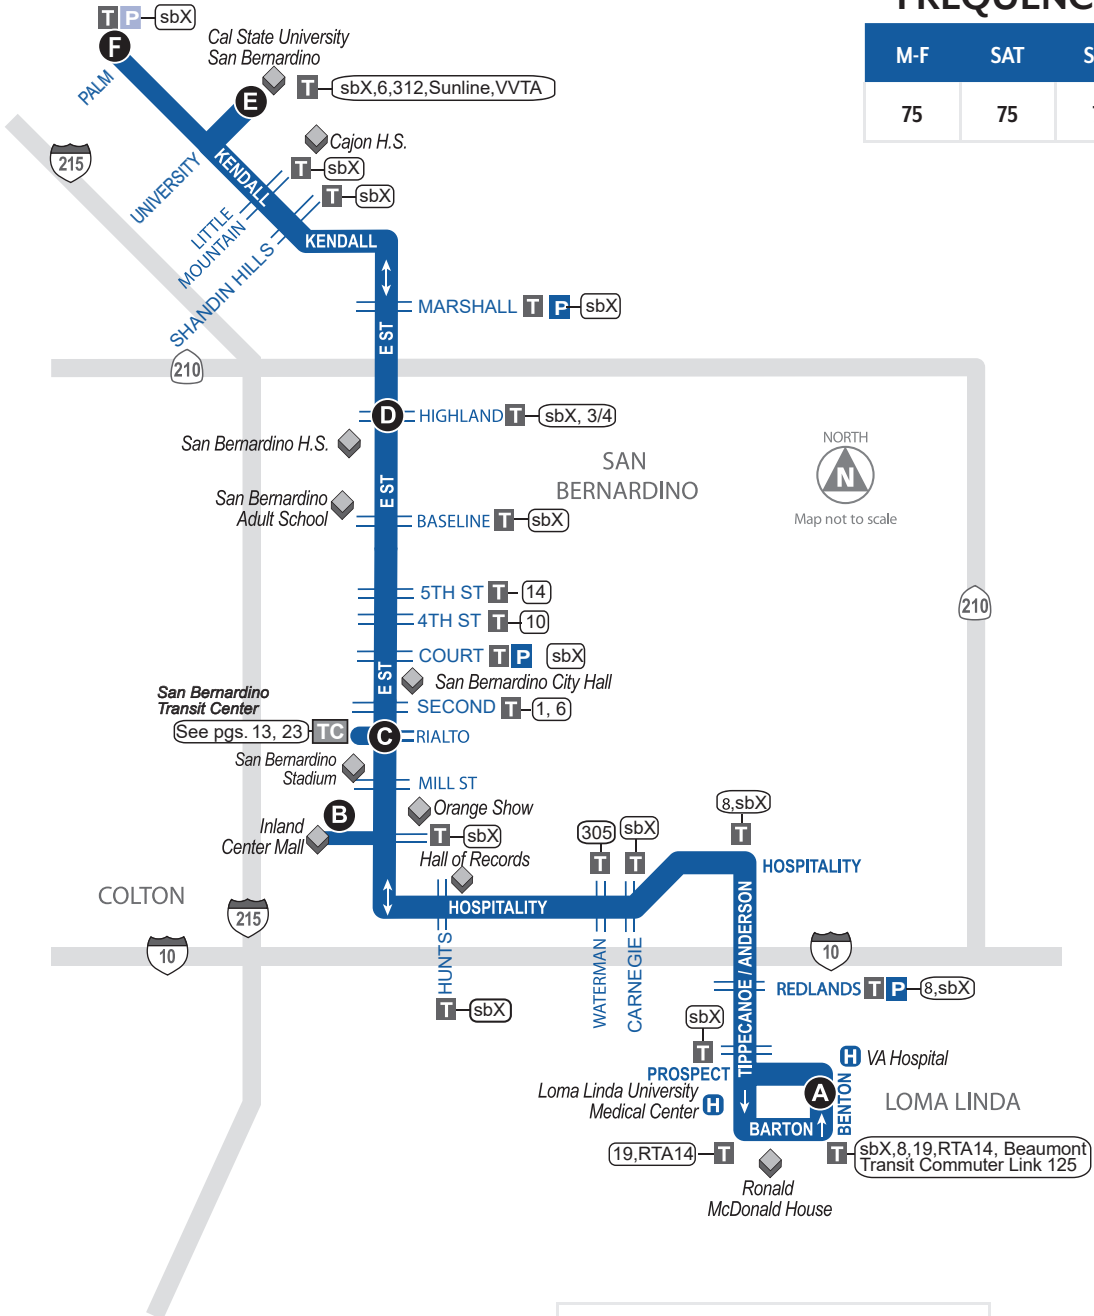 FREQUENC
M-F SAT S
75 75
T P sbX
F
Cal State University
San Bernardino
PALM
E
T sbX,6,312,Sunline,VVTA
Cajon H.S.
215
UNIVERSITY
KENDALL
T sbX
T sbX
LITTLE
MOUNTAIN
SHANDIN HILLS
KENDALL
MARSHALL T P sbX
E ST
210
D HIGHLAND T sbX, 3/4
San Bernardino H.S.
SAN
BERNARDINO
NORTH
N
Map not to scale
E ST
San Bernardino
Adult School
BASELINE T sbX
5TH ST T 14
4TH ST T 10
210
COURT T P sbX
E ST
San Bernardino City Hall
San Bernardino
Transit Center
SECOND T 1, 6
See pgs. 13, 23 TC C RIALTO
San Bernardino
Stadium
MILL ST
B
Orange Show
Inland
Center Mall
T sbX
Hall of Records
305
T
sbX
T
8,sbX
T
HOSPITALITY
COLTON
215
HOSPITALITY
10
HUNTS
T sbX
WATERMAN
CARNEGIE
TIPPECANOE / ANDERSON
10
REDLANDS T P 8,sbX
sbX
T
PROSPECT
H VA Hospital
Loma Linda University
Medical Center H
A
BENTON
LOMA LINDA
BARTON
19,RTA14 T
T sbX,8,19,RTA14, Beaumont
Transit Commuter Link 125
Ronald
McDonald House